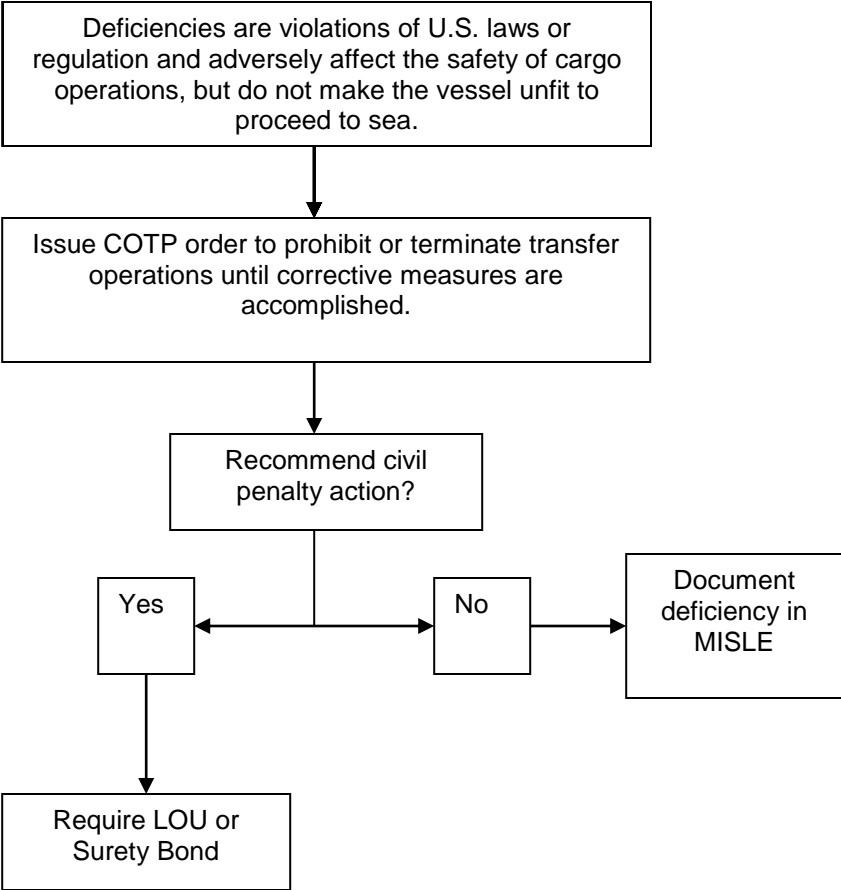 Deficiencies are violations of U.S. laws or
regulation and adversely affect the safety of cargo
operations, but do not make the vessel unfit to
proceed to sea.
Issue COTP order to prohibit or terminate transfer
operations until corrective measures are
accomplished.
Recommend civil
penalty action?
Yes
No
Document
deficiency in
MISLE
Require LOU or
Surety Bond